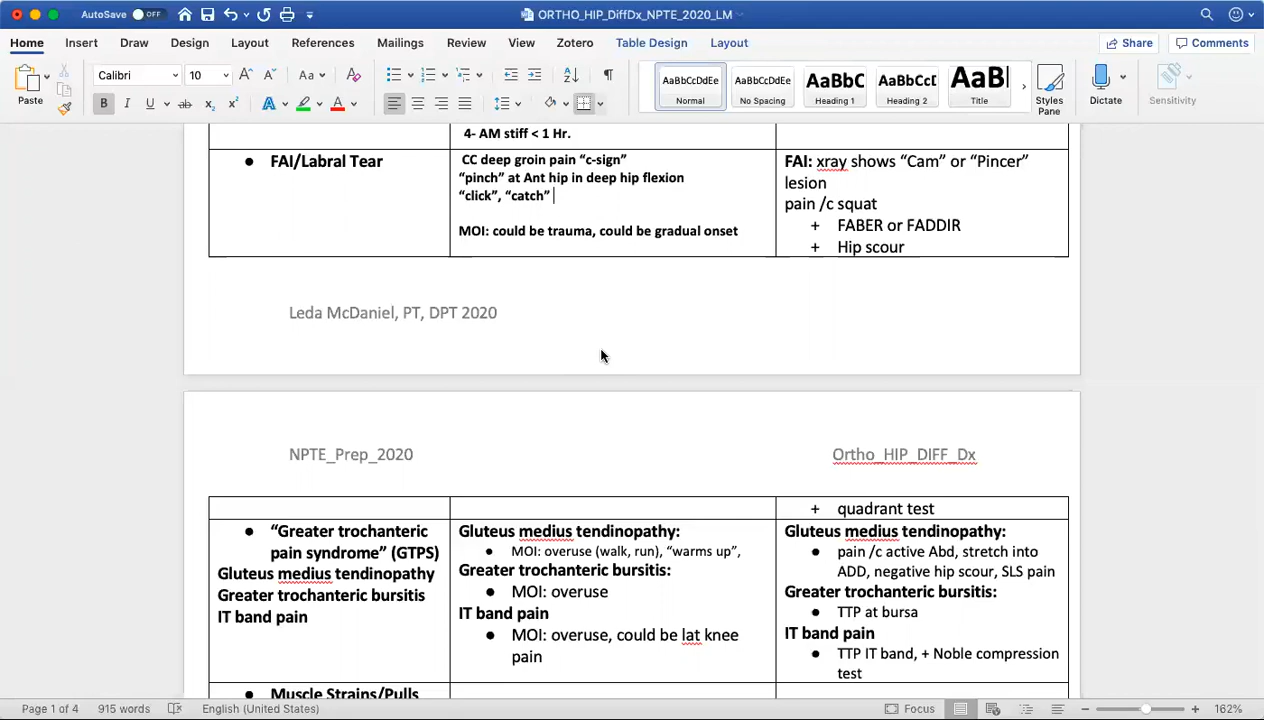 AutoSave OFF
ORTHO_HIP_DiffDx_NPTE_2020_LM
Home Insert Draw Design Layout References Mailings Review View Zotero Table Design Layout Share Comments
Paste
Calibri 10
AaBbCcDdEe AaBbCcDdEe AaBbC AaBbCcE AaBl
Normal No Spacing Heading 1 Heading 2 Title
Styles Pane
Dictate
Sensitivity
4- AM stiff < 1 Hr.
● FAI/Labral Tear
CC deep groin pain “c-sign”
“pinch” at Ant hip in deep hip flexion
“click”, “catch”
MOI: could be trauma, could be gradual onset
FAI: xray shows “Cam” or “Pincer”
lesion
pain /c squat
+ FABER or FADDIR
+ Hip scour
Leda McDaniel, PT, DPT 2020
NPTE_Prep_2020
Ortho_HIP_DIFF_Dx
+ quadrant test
● “Greater trochanteric
pain syndrome” (GTPS)
Gluteus medius tendinopathy
Greater trochanteric bursitis
IT band pain
Gluteus medius tendinopathy:
● MOI: overuse (walk, run), “warms up”,
Greater trochanteric bursitis:
● MOI: overuse
IT band pain
● MOI: overuse, could be lat knee
pain
Gluteus medius tendinopathy:
● pain /c active Abd, stretch into
ADD, negative hip scour, SLS pain
Greater trochanteric bursitis:
● TTP at bursa
IT band pain
● TTP IT band, + Noble compression
test
● Muscle Strains/Pulls
Page 1 of 4 915 words English (United States) Focus 162%